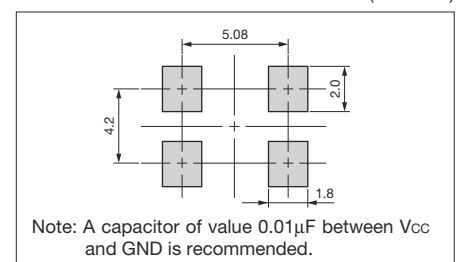 5.08
2.0
4.2
1.8
Note: A capacitor of value 0.01µF between Vcc
and GND is recommended.